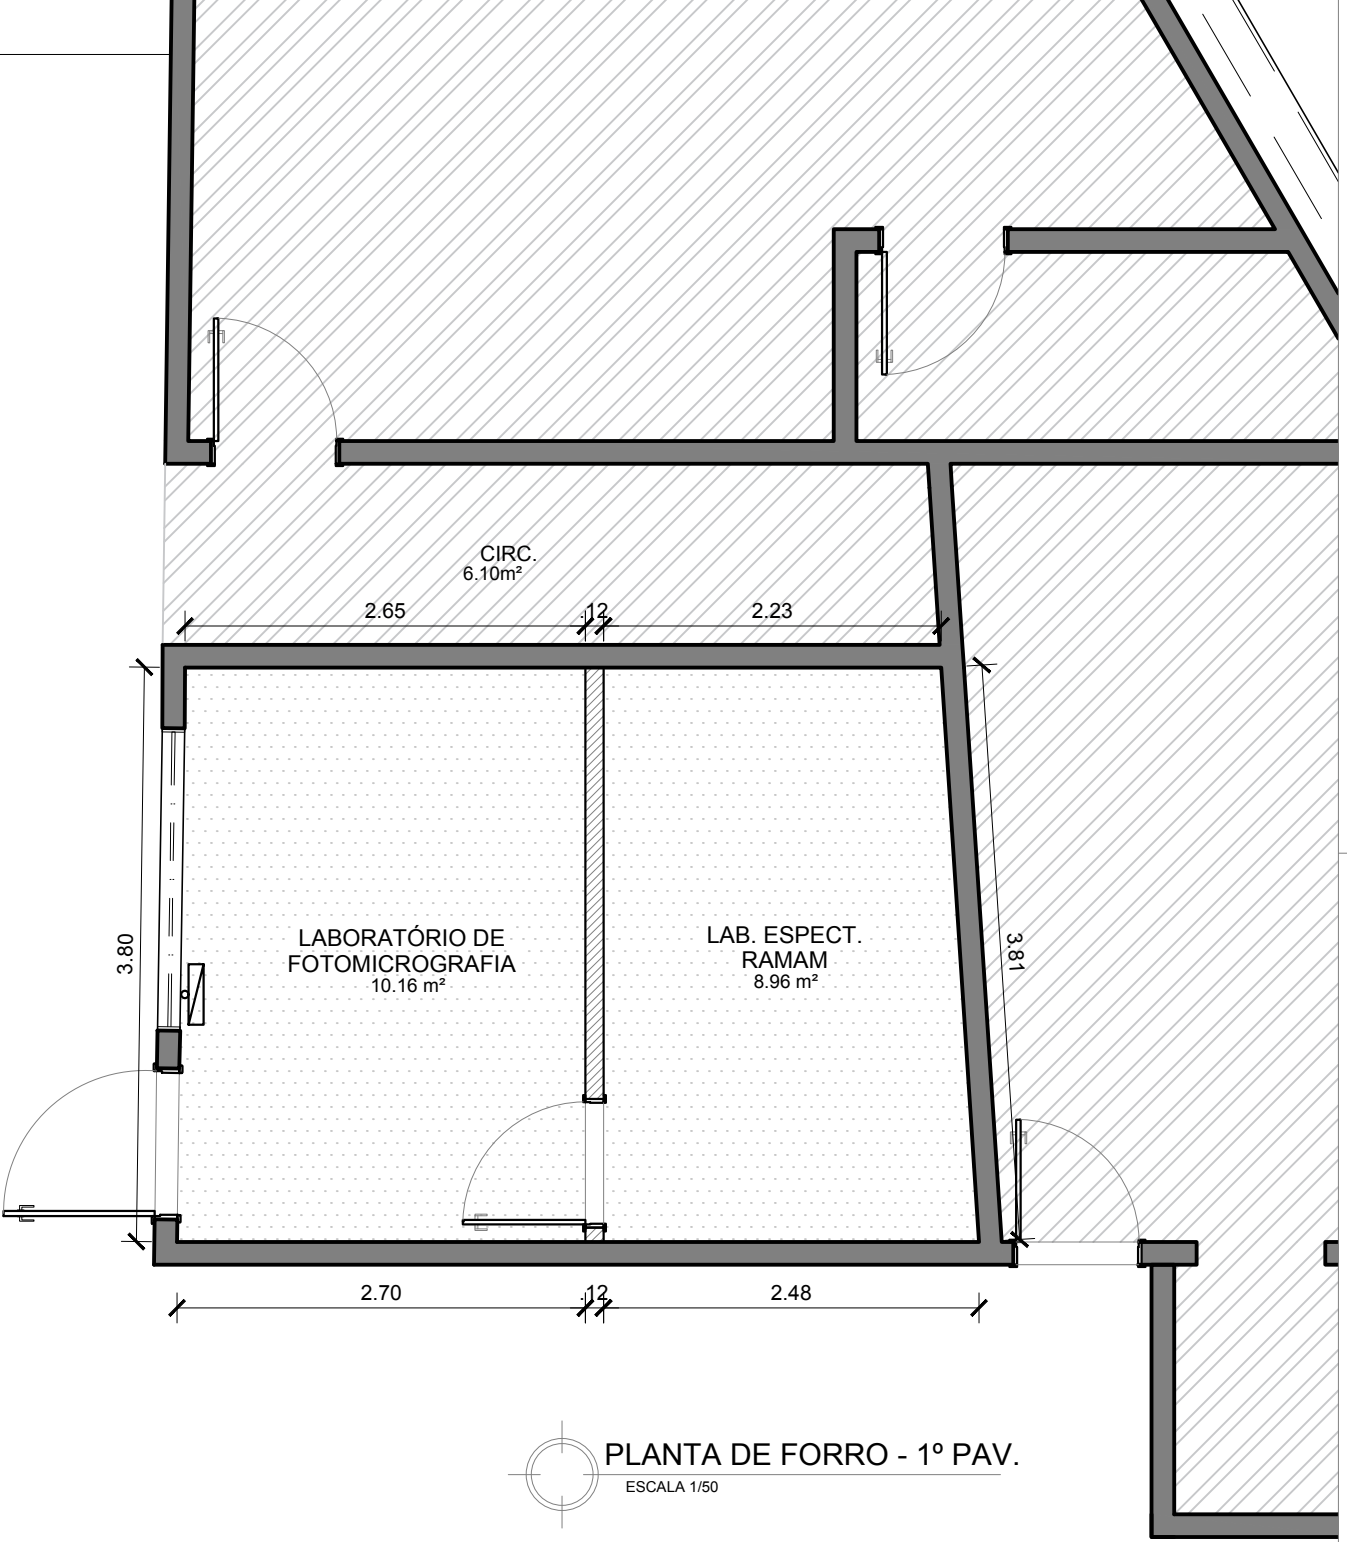 CIRC.
6.10m²
2.65
.12
2.23
3.80
3.81
LABORATÓRIO DE
FOTOMICROGRAFIA
10.16 m²
LAB. ESPECT.
RAMAM
8.96 m²
2.70
.12
2.48
PLANTA DE FORRO - 1º PAV.
ESCALA 1/50